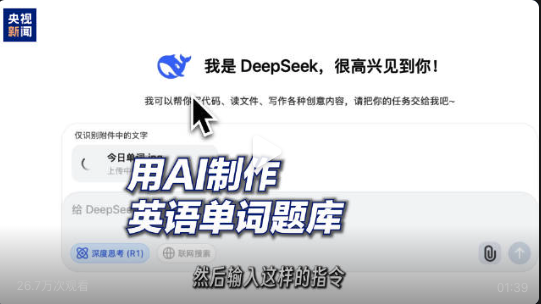 央视
新闻
我是 DeepSeek，很高兴见到你！
我可以帮你写代码、读文件、写作各种创意内容，请把你的任务交给我吧~
仅识别附件中的文字
今日单词.jpg
上传中
用AI制作
英语单词题库
给 DeepSeek
深度思考 (R1)
联网搜索
然后输入这样的指令
26.7万次观看
01:39